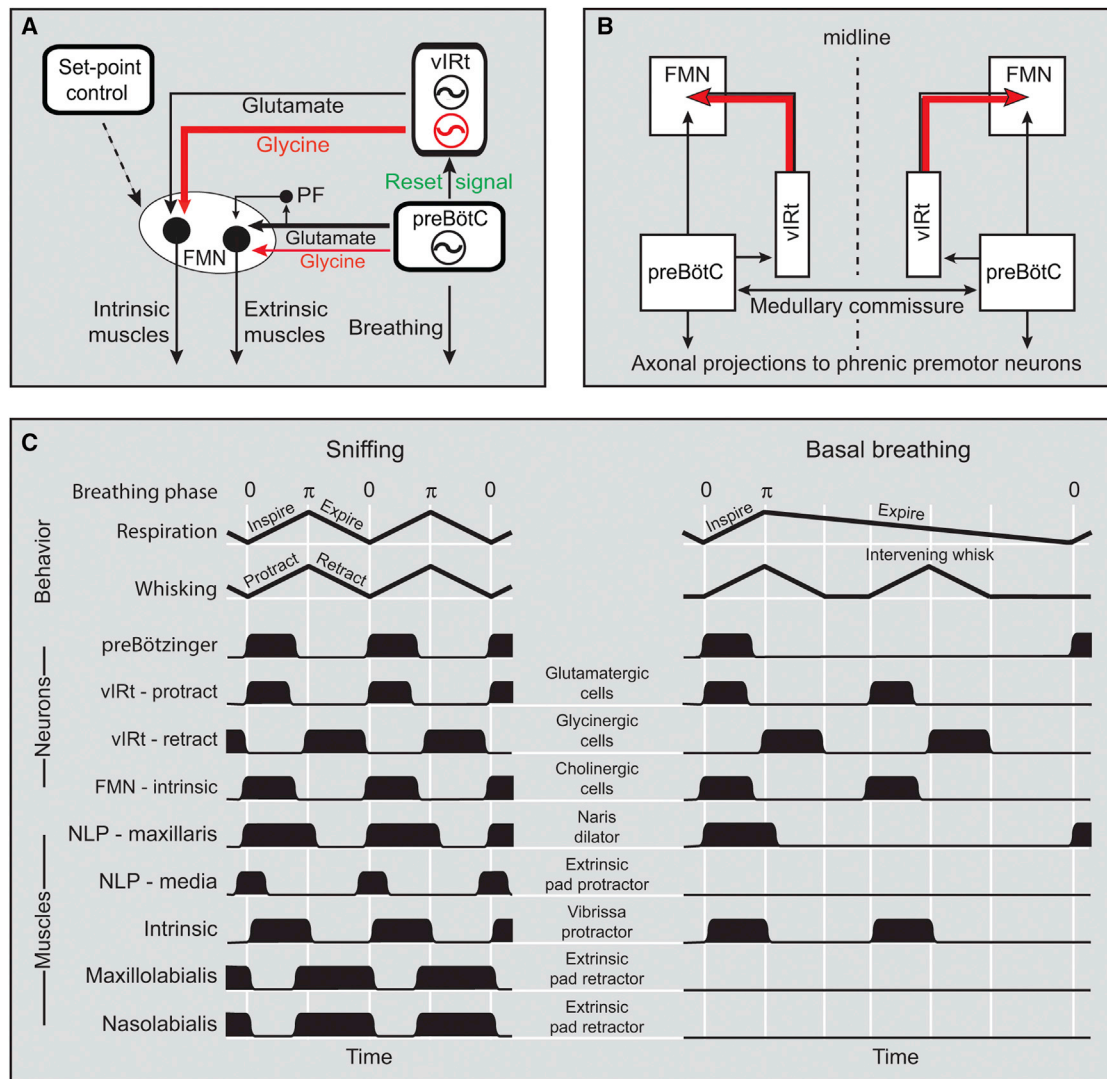 A
Set-point
control
vIRt
Glutamate
Glycine
Reset signal
PF
preBötC
Glutamate
Glycine
FMN
Intrinsic
muscles
Extrinsic
muscles
Breathing
B
midline
FMN
FMN
vIRt
vIRt
preBötC
preBötC
Medullary commissure
Axonal projections to phrenic premotor neurons
C
Sniffing
Basal breathing
Breathing phase
0 π 0 π 0
0 π 0
Behavior
Respiration
Inspire Expire
Inspire Expire
Whisking
Protract Retract
Intervening whisk
Neurons
preBötzinger
vIRt - protract
Glutamatergic
cells
vIRt - retract
Glycinergic
cells
FMN - intrinsic
Cholinergic
cells
Muscles
NLP - maxillaris
Naris
dilator
NLP - media
Extrinsic
pad protractor
Intrinsic
Vibrissa
protractor
Maxillolabialis
Extrinsic
pad retractor
Nasolabialis
Extrinsic
pad retractor
Time
Time